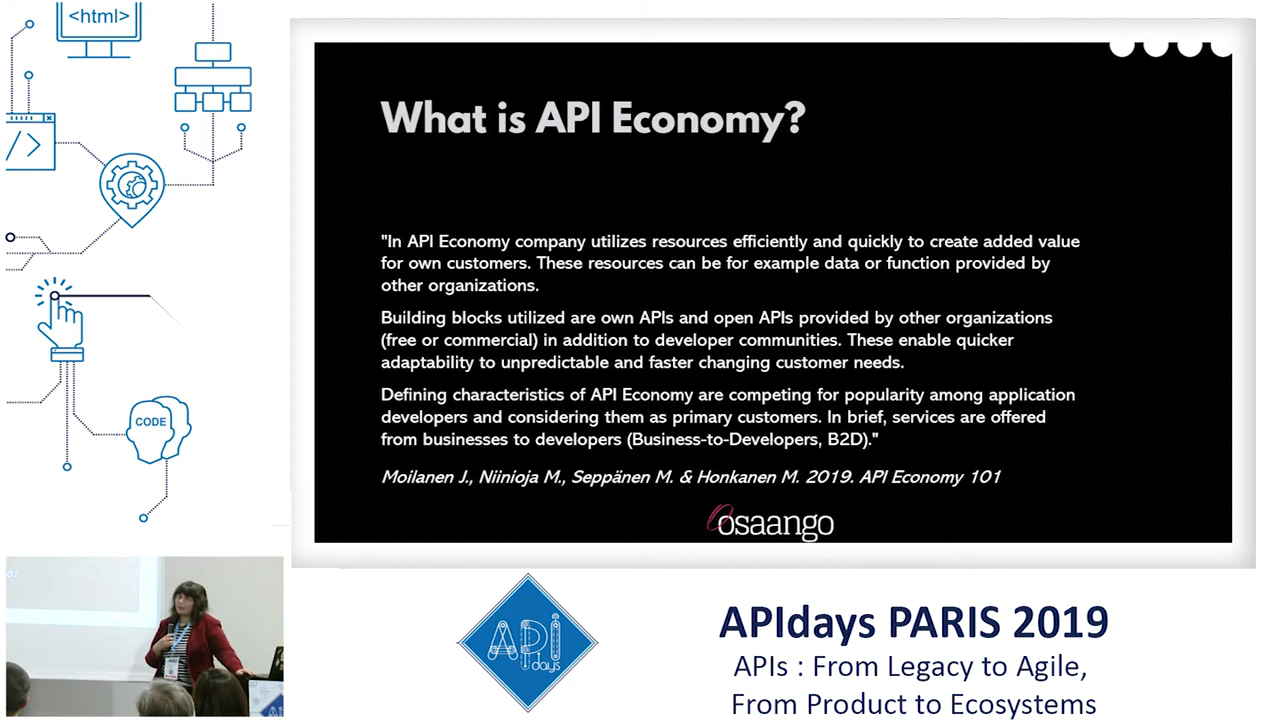 <html>
</>
CODE
What is API Economy?
"In API Economy company utilizes resources efficiently and quickly to create added value
for own customers. These resources can be for example data or function provided by
other organizations.
Building blocks utilized are own APIs and open APIs provided by other organizations
(free or commercial) in addition to developer communities. These enable quicker
adaptability to unpredictable and faster changing customer needs.
Defining characteristics of API Economy are competing for popularity among application
developers and considering them as primary customers. In brief, services are offered
from businesses to developers (Business-to-Developers, B2D)."
Moilanen J., Niinioja M., Seppänen M. & Honkanen M. 2019. API Economy 101
osaango
API
days
APIdays PARIS 2019
APIs : From Legacy to Agile,
From Product to Ecosystems